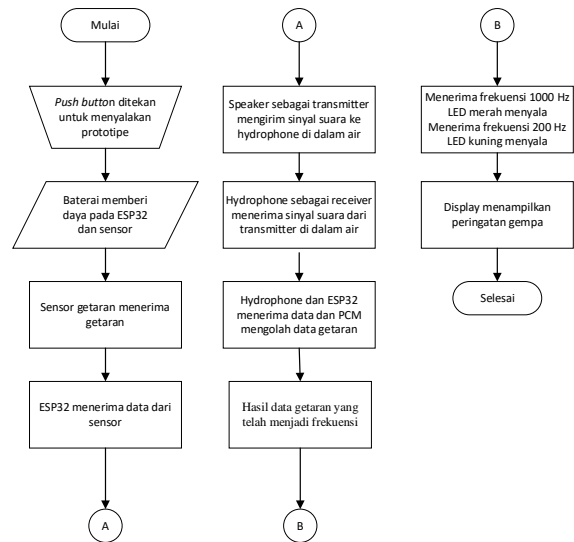 Mulai
Push button ditekan
untuk menyalakan
prototipe
Baterai memberi
daya pada ESP32
dan sensor
Sensor getaran menerima
getaran
ESP32 menerima data dari
sensor
A
A
Speaker sebagai transmitter
mengirim sinyal suara ke
hydrophone di dalam air
Hydrophone sebagai receiver
menerima sinyal suara dari
transmitter di dalam air
Hydrophone dan ESP32
menerima data dan PCM
mengolah data getaran
Hasil data getaran yang
telah menjadi frekuensi
B
B
Menerima frekuensi 1000 Hz
LED merah menyala
Menerima frekuensi 200 Hz
LED kuning menyala
Display menampilkan
peringatan gempa
Selesai